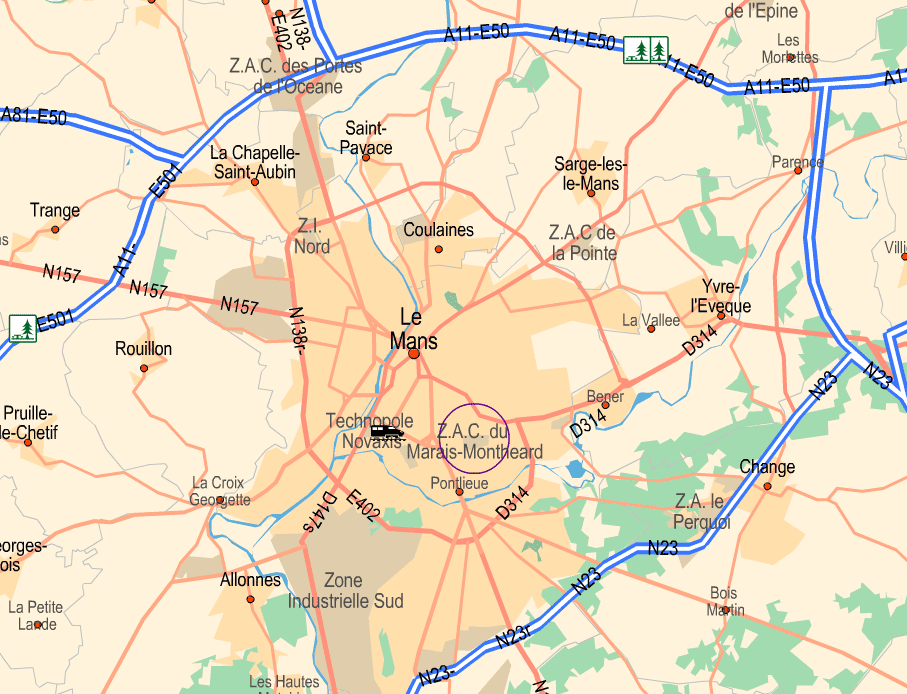 de l'Epine
N138-
E402
A11-E50
A11-E50
Les
Morlettes
Z.A.C. des Portes
de l'Oceane
A11-E50
A11-E50
A81-E50
Saint-
Pavace
La Chapelle-
Saint-Aubin
Sarge-les-
le-Mans
Parence
E501
Trange
Z.I.
Nord
Coulaines
Z.A.C de
la Pointe
A11-
N157
N157
N157
Yvre-
l'Eveque
E501
N138r-
Le
Mans
La Vallee
D314
Rouillon
N23
N23
Bener
Pruille-
le-Chetif
Technopole
Novaxis
Z.A.C. du
Marais-Montheard
D314
Change
La Croix
Georgette
Pontlieue
D314
D147s
E402
Z.A. le
Perquoi
N23
Allonnes
Zone
Industrielle Sud
N23
La Petite
Lande
Bois
Martin
N23r
N23-
Les Hautes